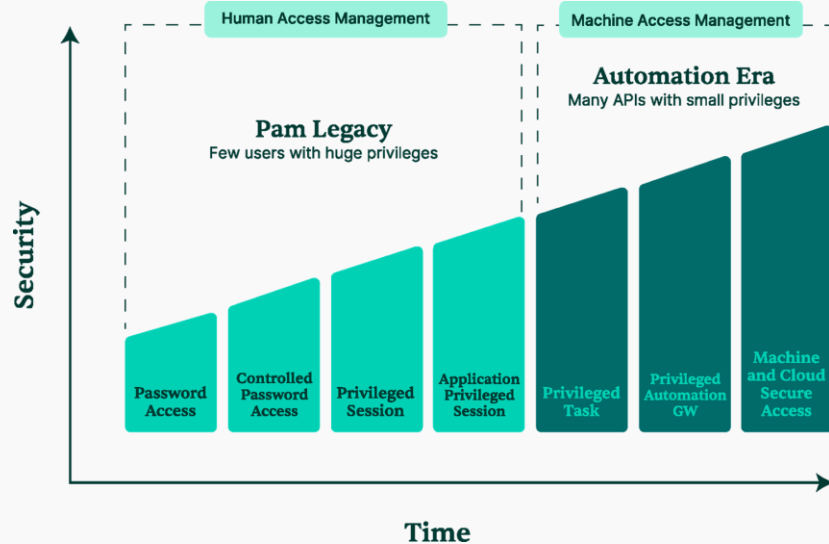 Human Access Management
Machine Access Management
Automation Era
Many APIs with small privileges
Pam Legacy
Few users with huge privileges
Security
Password
Access
Controlled
Password
Access
Privileged
Session
Application
Privileged
Session
Privileged
Task
Privileged
Automation
GW
Machine
and Cloud
Secure
Access
Time